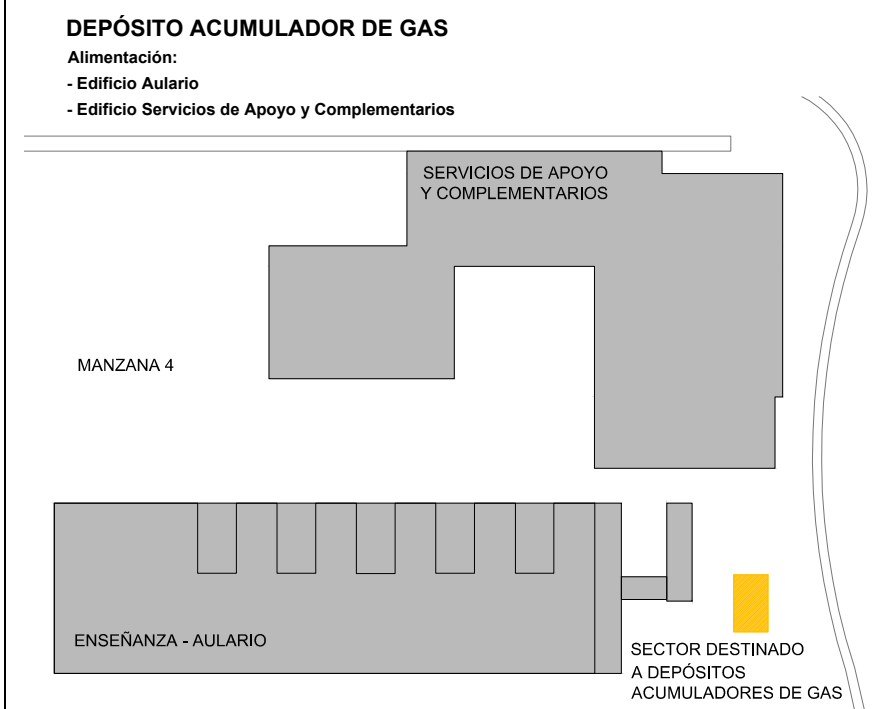 DEPÓSITO ACUMULADOR DE GAS
Alimentación:
- Edificio Aulario
- Edificio Servicios de Apoyo y Complementarios
SERVICIOS DE APOYO
Y COMPLEMENTARIOS
MANZANA 4
ENSEÑANZA - AULARIO
SECTOR DESTINADO
A DEPÓSITOS
ACUMULADORES DE GAS